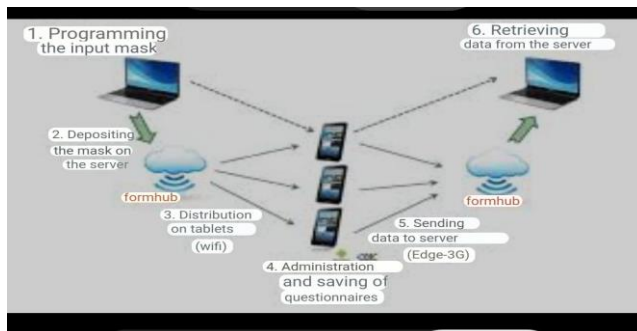 1. Programming
the input mask
6. Retrieving
data from the server
2. Depositing
the mask on
the server
formhub
3. Distribution
on tablets
(wifi)
4. Administration
and saving of
questionnaires
5. Sending
data to server
(Edge-3G)
formhub